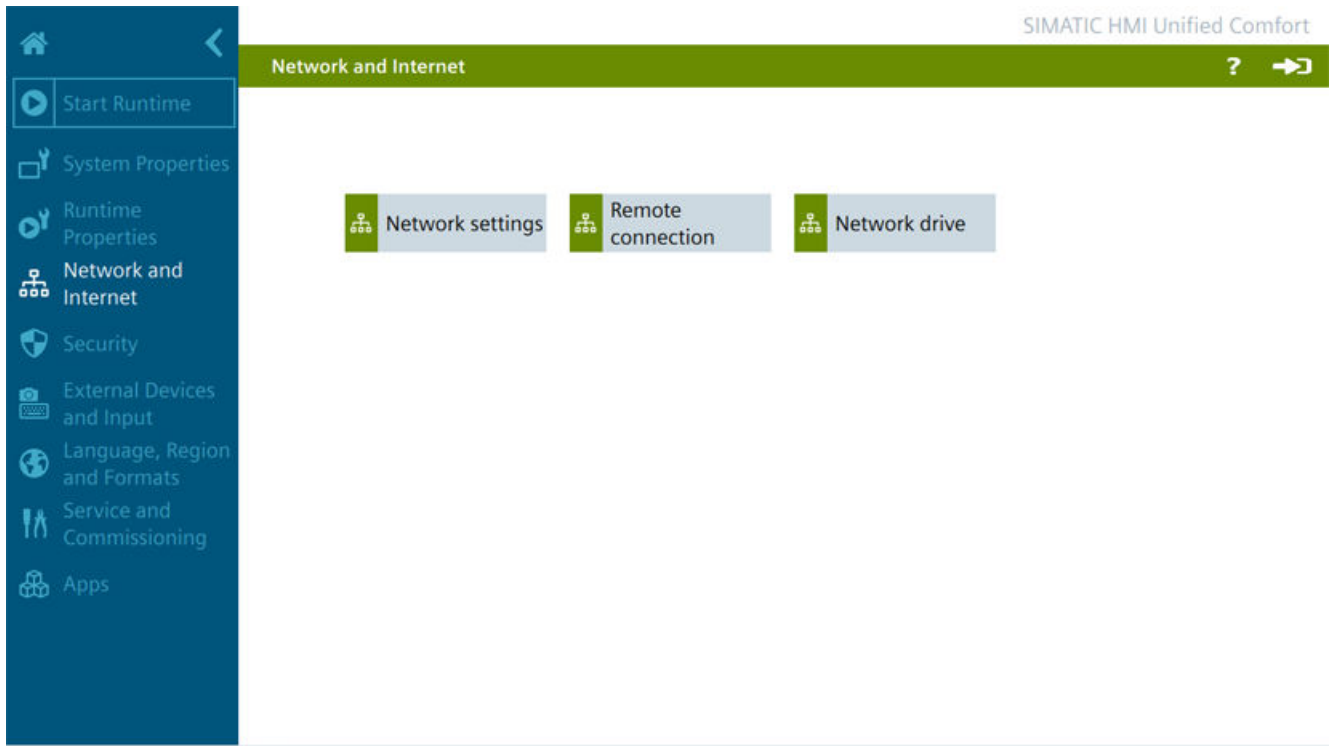 SIMATIC HMI Unified Comfort
Network and Internet
?
Start Runtime
System Properties
Runtime
Properties
Network and
Internet
Security
External Devices
and Input
Language, Region
and Formats
Service and
Commissioning
Apps
Network settings
Remote
connection
Network drive